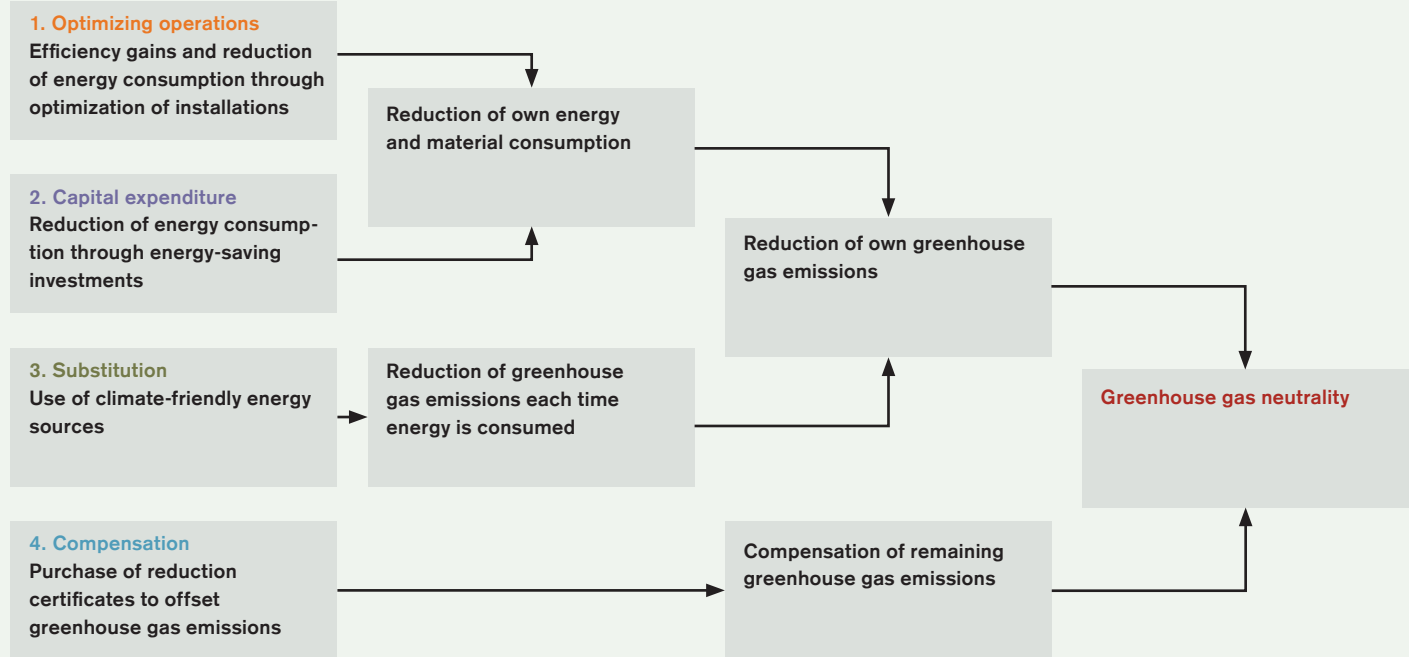 1. Optimizing operations
Efficiency gains and reduction
of energy consumption through
optimization of installations
Reduction of own energy
and material consumption
2. Capital expenditure
Reduction of energy consump-
tion through energy-saving
investments
Reduction of own greenhouse
gas emissions
3. Substitution
Use of climate-friendly energy
sources
Reduction of greenhouse
gas emissions each time
energy is consumed
Greenhouse gas neutrality
4. Compensation
Purchase of reduction
certificates to offset
greenhouse gas emissions
Compensation of remaining
greenhouse gas emissions